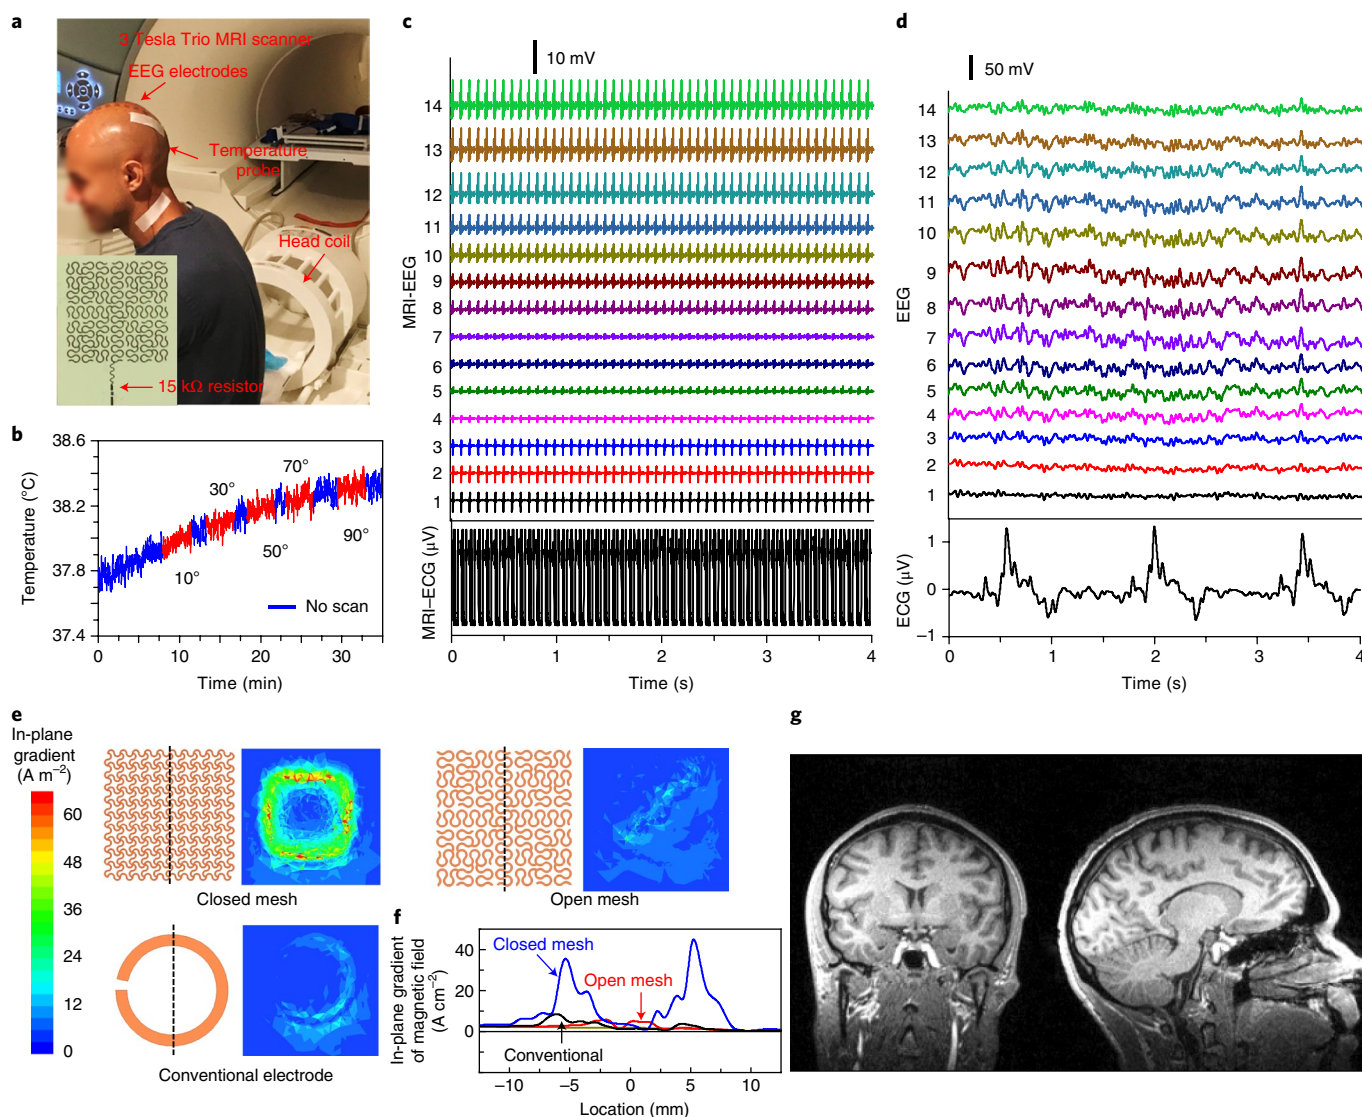 a
3 Tesla Trio MRI scanner
EEG electrodes
Temperature
probe
Head coil
15 kΩ resistor
b
38.6
38.2
37.8
37.4
Temperature (°C)
10°
30°
50°
70°
90°
No scan
0
10
20
30
Time (min)
c
10 mV
14
13
12
11
10
9
8
7
6
5
4
3
2
1
MRI-EEG
MRI–ECG (µV)
0
1
2
3
4
Time (s)
d
50 mV
14
13
12
11
10
9
8
7
6
5
4
3
2
1
EEG
1
0
−1
ECG (µV)
0
1
2
3
4
Time (s)
e
In-plane
gradient
(A m⁻²)
60
48
36
24
12
0
Closed mesh
Open mesh
Conventional electrode
f
40
20
0
In-plane gradient
of magnetic field
(A cm⁻²)
Closed mesh
Open mesh
Conventional
−10
−5
0
5
10
Location (mm)
g